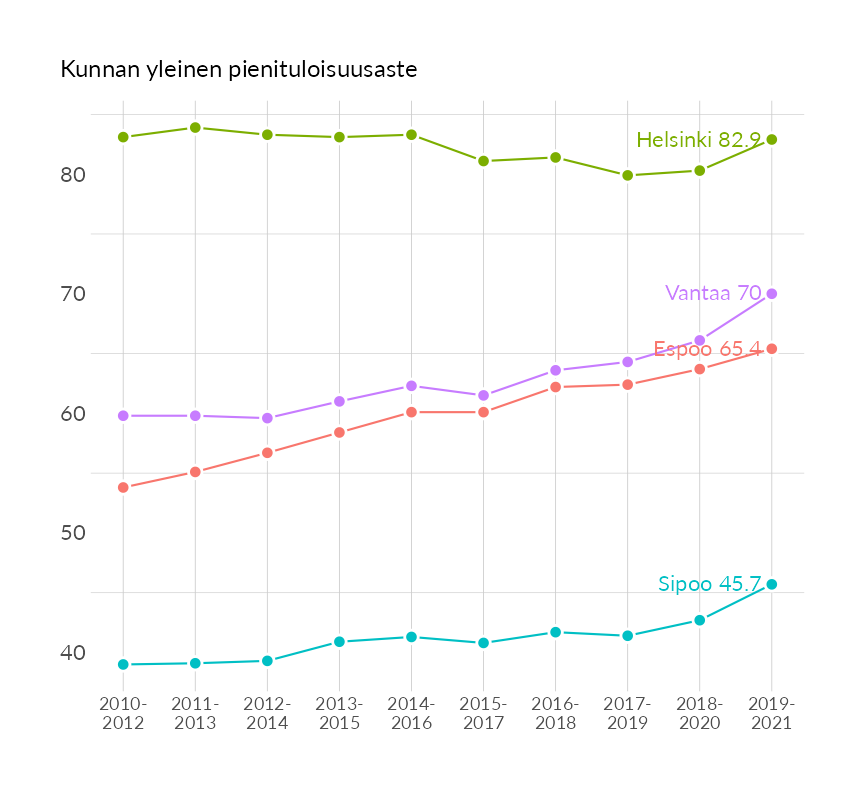 Kunnan yleinen pienituloisuusaste
Helsinki 82.9
80
70
Vantaa 70
Espoo 65.4
60
50
Sipoo 45.7
40
2010- 2011- 2012- 2013- 2014- 2015- 2016- 2017- 2018- 2019-
2012 2013 2014 2015 2016 2017 2018 2019 2020 2021